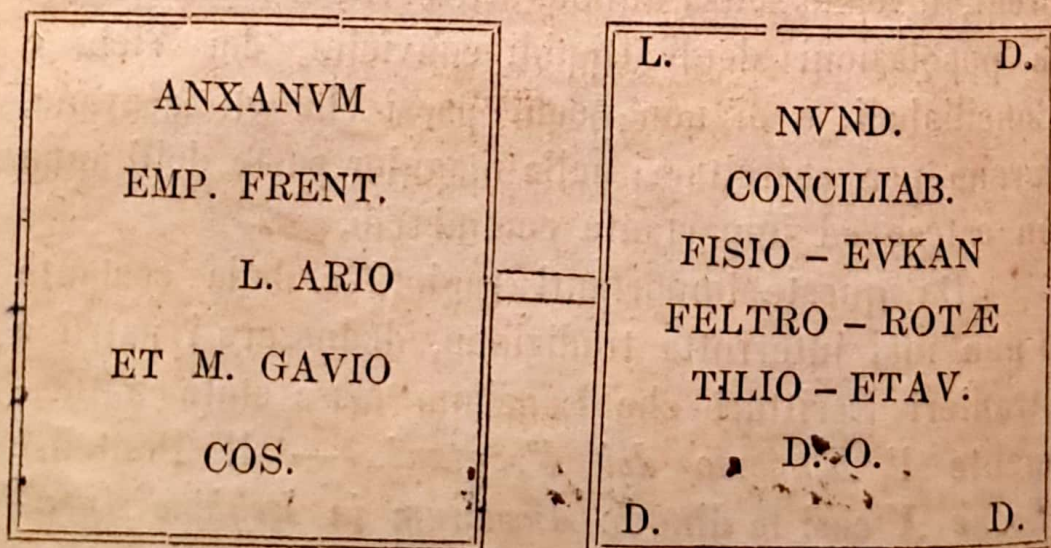 ANXANVM
EMP. FRENT.
L. ARIO
ET M. GAVIO
COS.
L. D.
NVND.
CONCILIAB.
FISIO – EVKAN
FELTRO – ROTÆ
TILIO – ETAV.
D. O.
D. D.